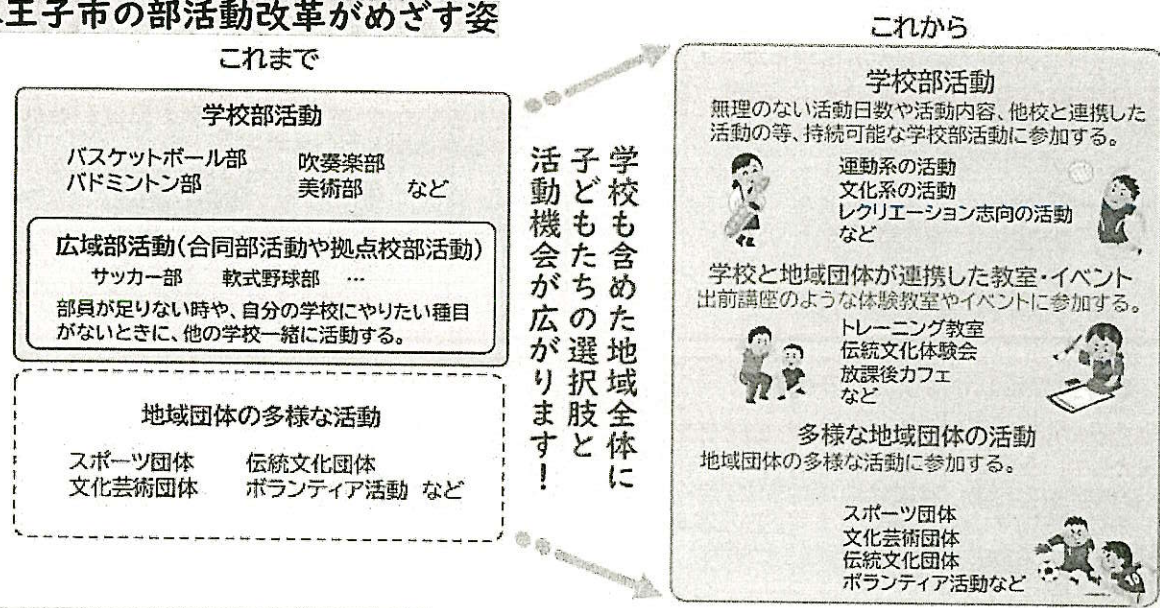 王子市の部活動改革がめざす姿
これまで
学校部活動
バスケットボール部 吹奏楽部
バドミントン部 美術部 など
広域部活動(合同部活動や拠点校部活動)
サッカー部 軟式野球部 …
部員が足りない時や、自分の学校にやりたい種目
がないときに、他の学校一緒に活動する。
地域団体の多様な活動
スポーツ団体 伝統文化団体
文化芸術団体 ボランティア活動 など
学校も含めた地域全体に
子どもたちの選択肢と
活動機会が広がります!
これから
学校部活動
無理のない活動日数や活動内容、他校と連携した
活動の等、持続可能な学校部活動に参加する。
運動系の活動
文化系の活動
レクリエーション志向の活動
など
学校と地域団体が連携した教室・イベント
出前講座のような体験教室やイベントに参加する。
トレーニング教室
伝統文化体験会
放課後カフェ
など
多様な地域団体の活動
地域団体の多様な活動に参加する。
スポーツ団体
文化芸術団体
伝統文化団体
ボランティア活動など